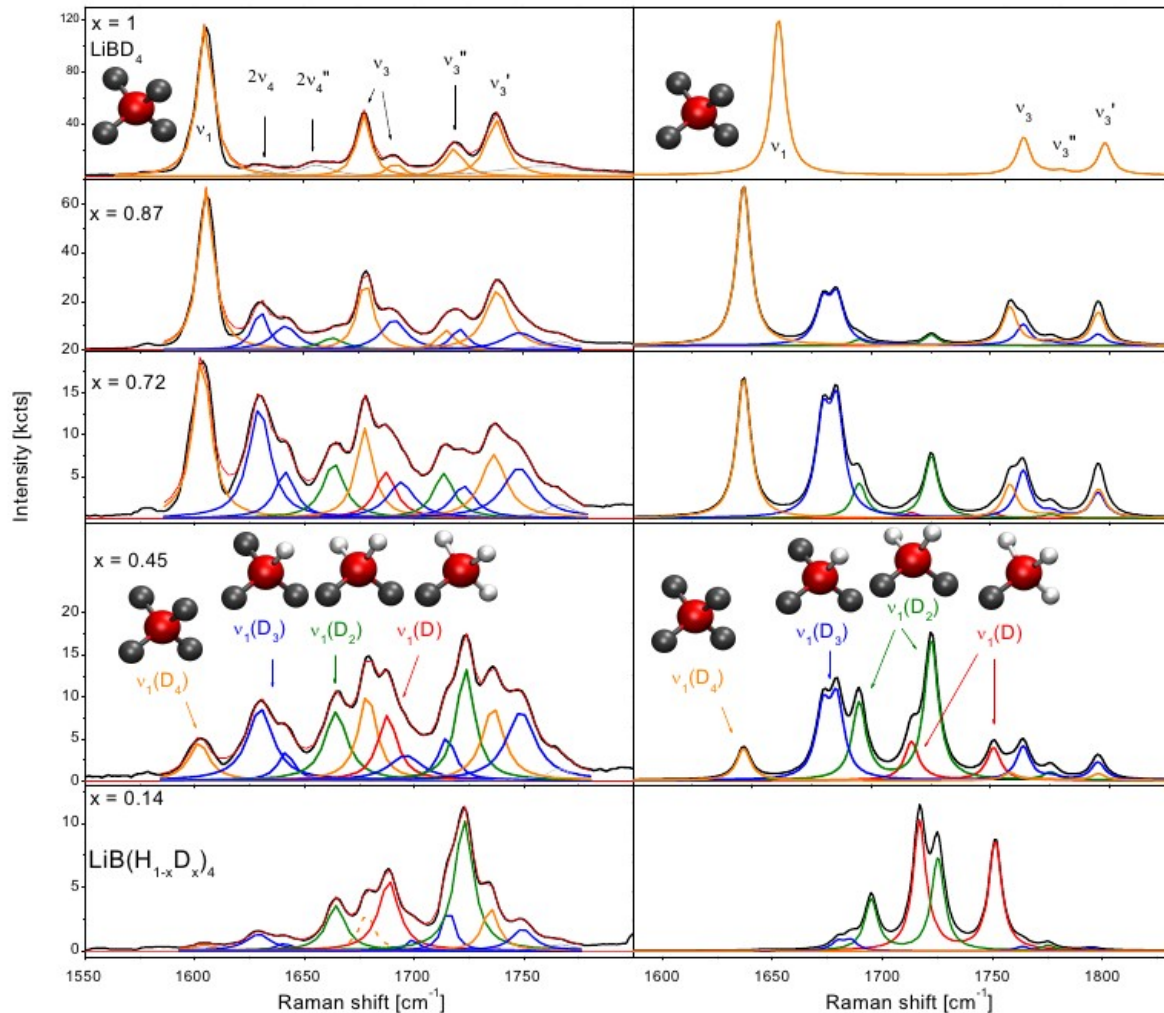 x = 1
LiBD₄
120
80
40
ν₁
2ν₄
2ν₄"
ν₃
ν₃"
ν₃'
ν₁
ν₃
ν₃"
ν₃'
x = 0.87
60
40
20
20
x = 0.72
15
10
5
Intensity [kcts]
x = 0.45
20
15
10
5
0
ν₁(D₄)
ν₁(D₃)
ν₁(D₂)
ν₁(D)
ν₁(D₄)
ν₁(D₃)
ν₁(D₂)
ν₁(D)
x = 0.14
LiB(H₁₋ₓDₓ)₄
10
5
0
1550 1600 1650 1700 1750
1600 1650 1700 1750 1800
Raman shift [cm⁻¹]
Raman shift [cm⁻¹]